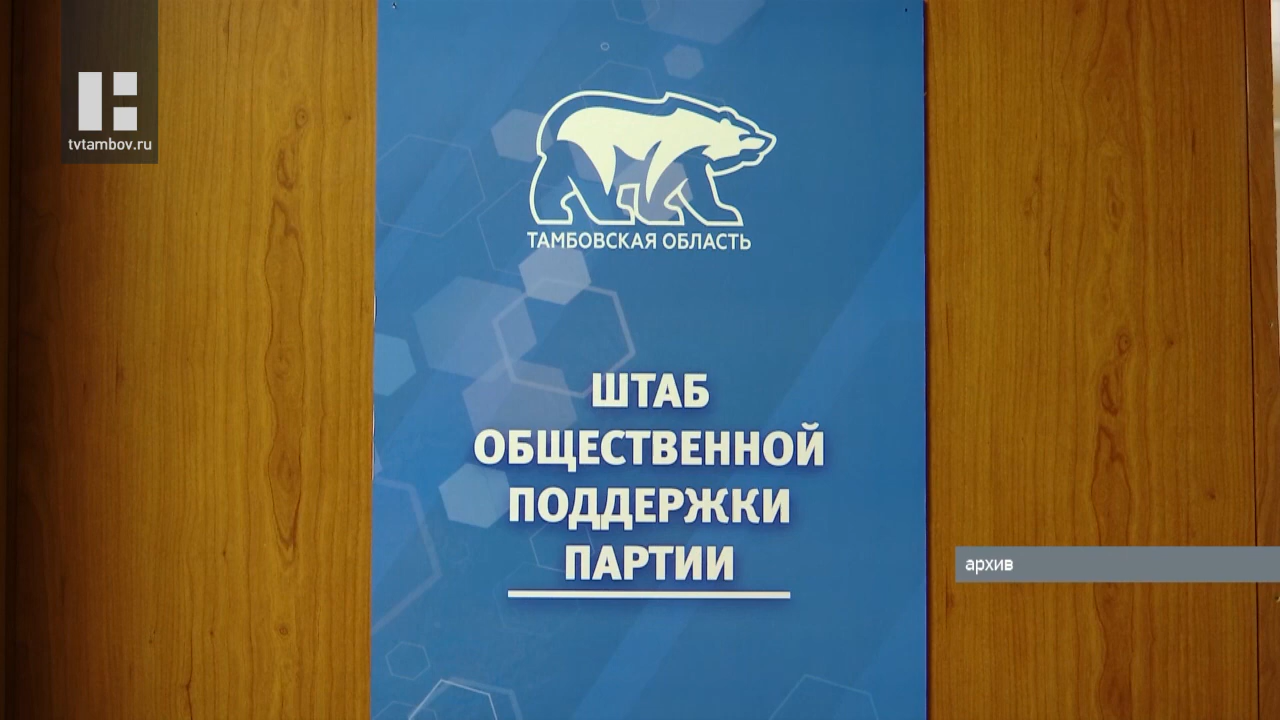 tvtambov.ru
ТАМБОВСКАЯ ОБЛАСТЬ
ШТАБ
ОБЩЕСТВЕННОЙ
ПОДДЕРЖКИ
ПАРТИИ
архив